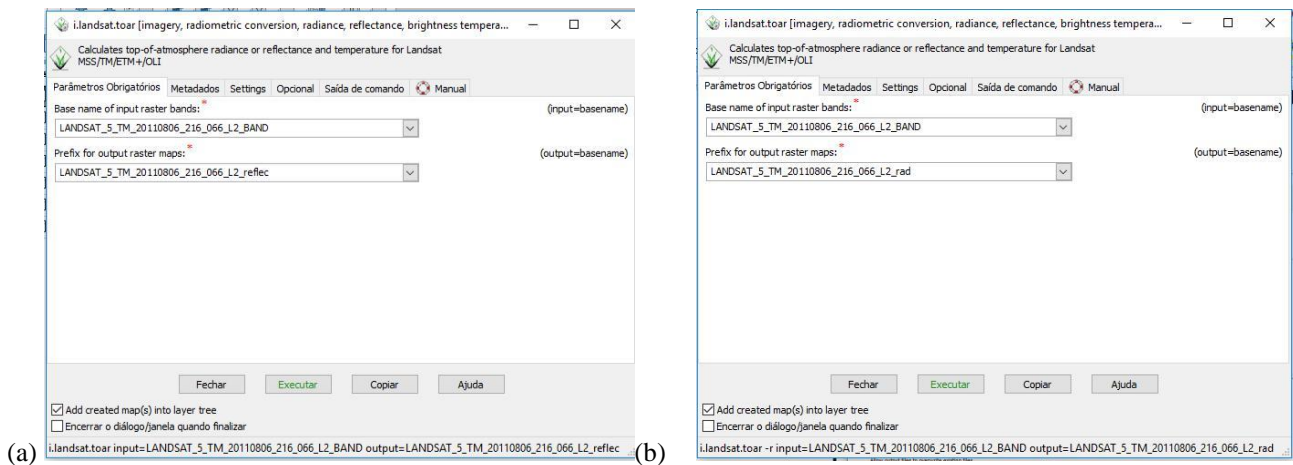 i.landsat.toar [imagery, radiometric conversion, radiance, reflectance, brightness tempera...
Calculates top-of-atmosphere radiance or reflectance and temperature for Landsat
MSS/TM/ETM+/OLI
Parâmetros Obrigatórios Metadados Settings Opcional Saída de comando Manual
Base name of input raster bands:* (input=basename)
LANDSAT_5_TM_20110806_216_066_L2_BAND
Prefix for output raster maps:* (output=basename)
LANDSAT_5_TM_20110806_216_066_L2_reflec
Fechar Executar Copiar Ajuda
Add created map(s) into layer tree
Encerrar o diálogo/janela quando finalizar
i.landsat.toar input=LANDSAT_5_TM_20110806_216_066_L2_BAND output=LANDSAT_5_TM_20110806_216_066_L2_reflec
(a)
i.landsat.toar [imagery, radiometric conversion, radiance, reflectance, brightness tempera...
Calculates top-of-atmosphere radiance or reflectance and temperature for Landsat
MSS/TM/ETM+/OLI
Parâmetros Obrigatórios Metadados Settings Opcional Saída de comando Manual
Base name of input raster bands:* (input=basename)
LANDSAT_5_TM_20110806_216_066_L2_BAND
Prefix for output raster maps:* (output=basename)
LANDSAT_5_TM_20110806_216_066_L2_rad
Fechar Executar Copiar Ajuda
Add created map(s) into layer tree
Encerrar o diálogo/janela quando finalizar
i.landsat.toar -r input=LANDSAT_5_TM_20110806_216_066_L2_BAND output=LANDSAT_5_TM_20110806_216_066_L2_rad
(b)